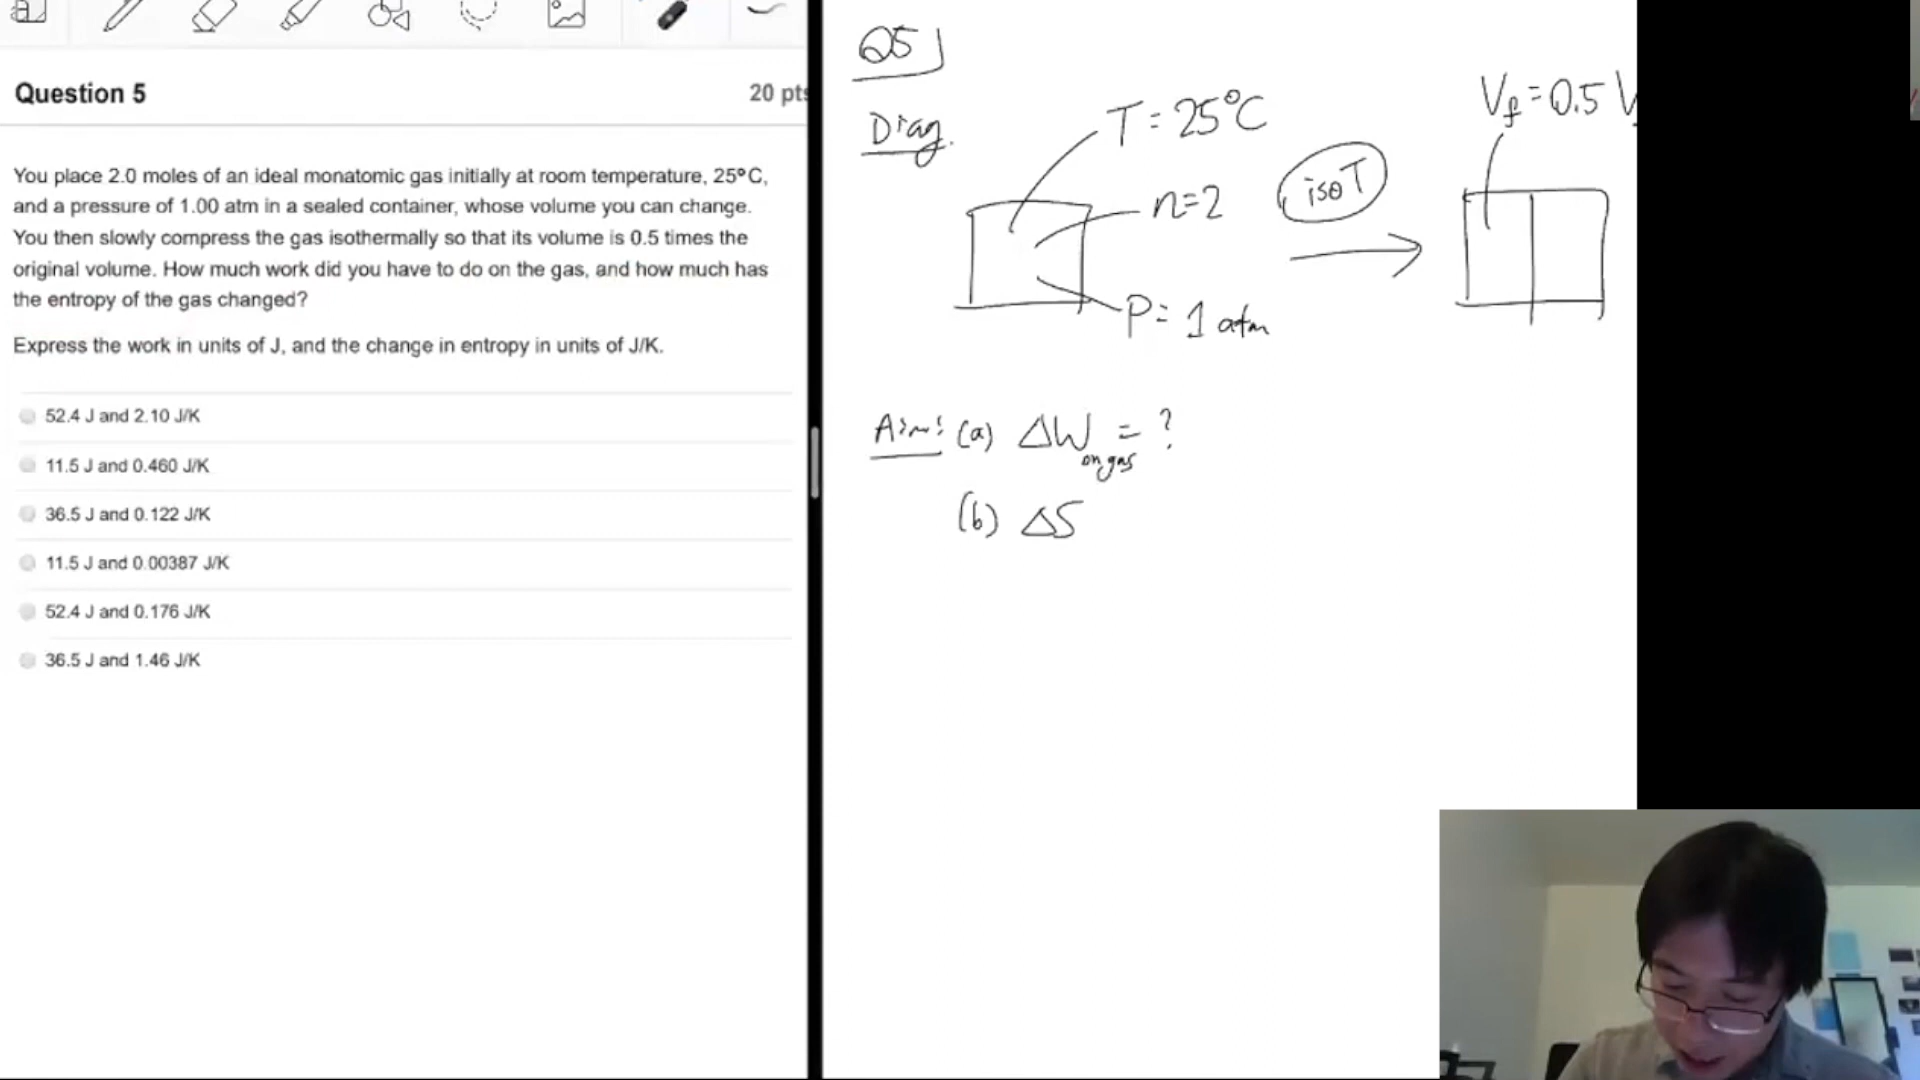 Question 5
20 pts
You place 2.0 moles of an ideal monatomic gas initially at room temperature, 25°C,
and a pressure of 1.00 atm in a sealed container, whose volume you can change.
You then slowly compress the gas isothermally so that its volume is 0.5 times the
original volume. How much work did you have to do on the gas, and how much has
the entropy of the gas changed?
Express the work in units of J, and the change in entropy in units of J/K.
52.4 J and 2.10 J/K
11.5 J and 0.460 J/K
36.5 J and 0.122 J/K
11.5 J and 0.00387 J/K
52.4 J and 0.176 J/K
36.5 J and 1.46 J/K
Q5
Diag.
T = 25°C
n=2
P= 1 atm
isoT
V_f = 0.5 V
Aim: (a) ΔW on gas = ?
(b) ΔS